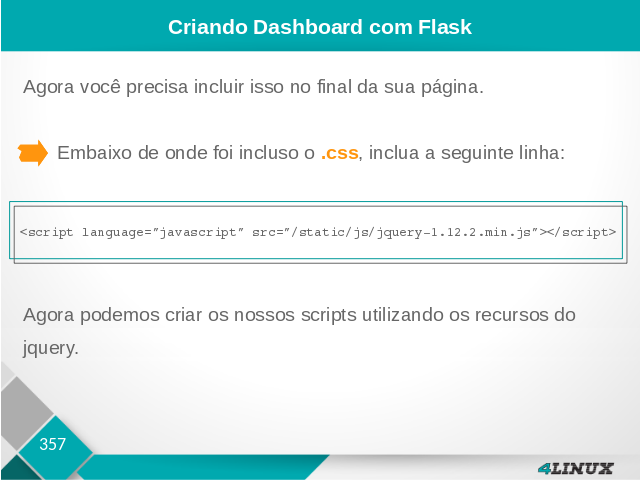 Criando Dashboard com Flask
Agora você precisa incluir isso no final da sua página.
Embaixo de onde foi incluso o .css, inclua a seguinte linha:
<script language=”javascript” src=”/static/js/jquery-1.12.2.min.js”></script>
Agora podemos criar os nossos scripts utilizando os recursos do
jquery.
357
4LINUX